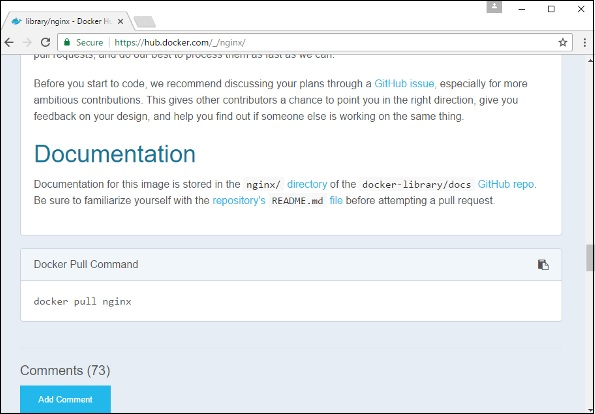 library/nginx - Docker Hu
Secure https://hub.docker.com/_/nginx/
Before you start to code, we recommend discussing your plans through a GitHub issue, especially for more
ambitious contributions. This gives other contributors a chance to point you in the right direction, give you
feedback on your design, and help you find out if someone else is working on the same thing.
Documentation
Documentation for this image is stored in the nginx/ directory of the docker-library/docs GitHub repo.
Be sure to familiarize yourself with the repository's README.md file before attempting a pull request.
Docker Pull Command
docker pull nginx
Comments (73)
Add Comment